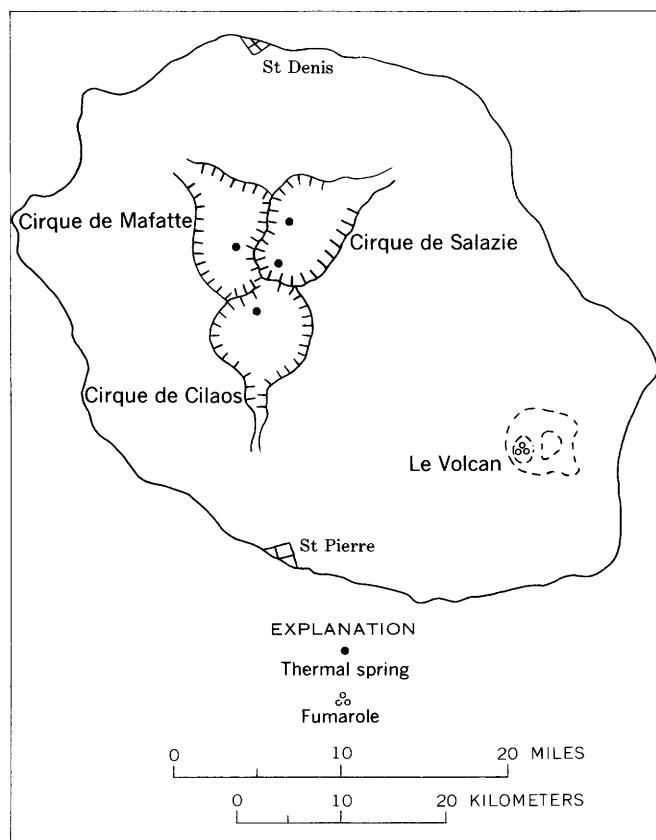 St Denis
Cirque de Mafatte
Cirque de Salazie
Cirque de Cilaos
Le Volcan
St Pierre
EXPLANATION
Thermal spring
Fumarole
0 10 20 MILES
0 10 20 KILOMETERS